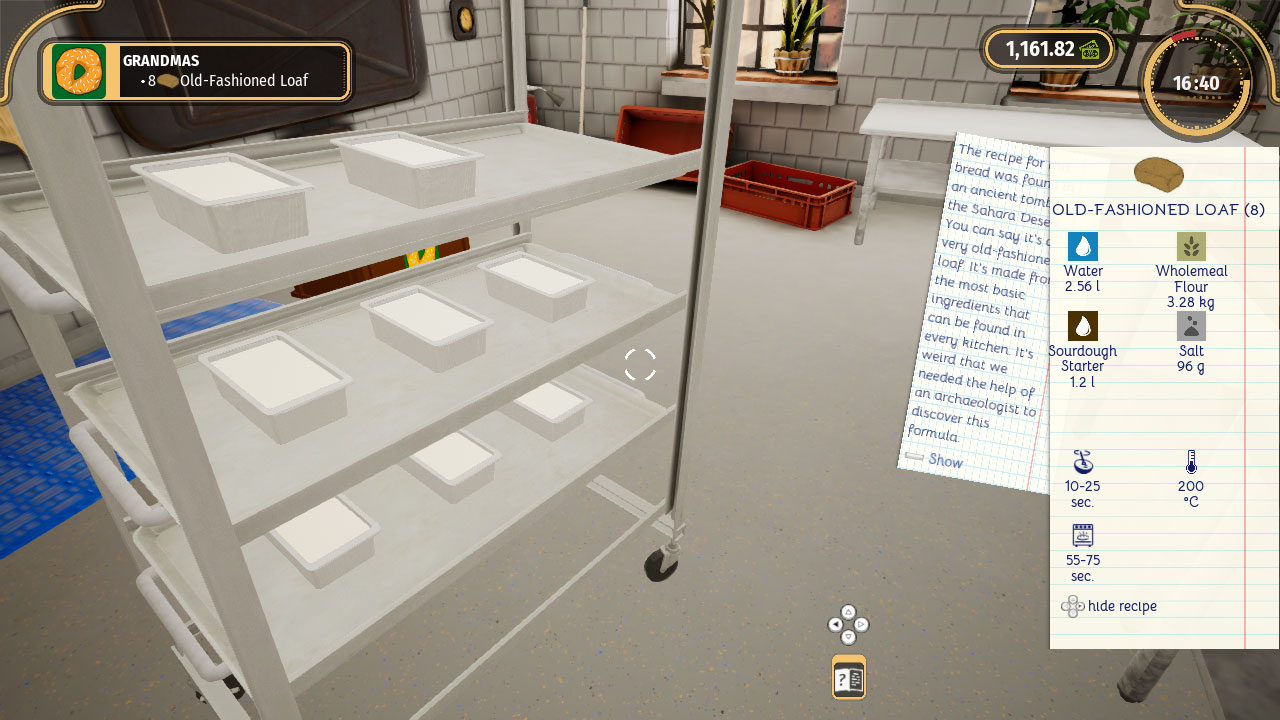 GRANDMAS
• 8 Old-Fashioned Loaf
1,161.82
16:40
The recipe for
bread was foun
an ancient tomb
the Sahara Dese
You can say it's a
very old-fashione
loaf. It's made from
the most basic
ingredients that
can be found in
every kitchen. It's
weird that we
needed the help of
an archaeologist to
discover this
formula.
Show
OLD-FASHIONED LOAF (8)
Water
2.56 l
Wholemeal
Flour
3.28 kg
Sourdough
Starter
1.2 l
Salt
96 g
10-25
sec.
200
°C
55-75
sec.
hide recipe
?